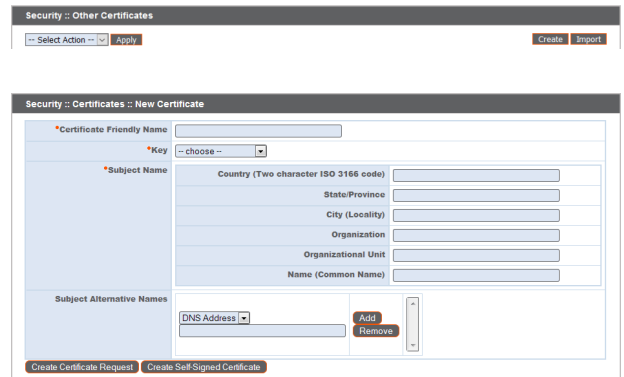 Security :: Other Certificates
-- Select Action -- Apply Create Import
Security :: Certificates :: New Certificate
*Certificate Friendly Name
*Key -- choose --
*Subject Name Country (Two character ISO 3166 code)
State/Province
City (Locality)
Organization
Organizational Unit
Name (Common Name)
Subject Alternative Names
DNS Address Add
Remove
Create Certificate Request Create Self-Signed Certificate